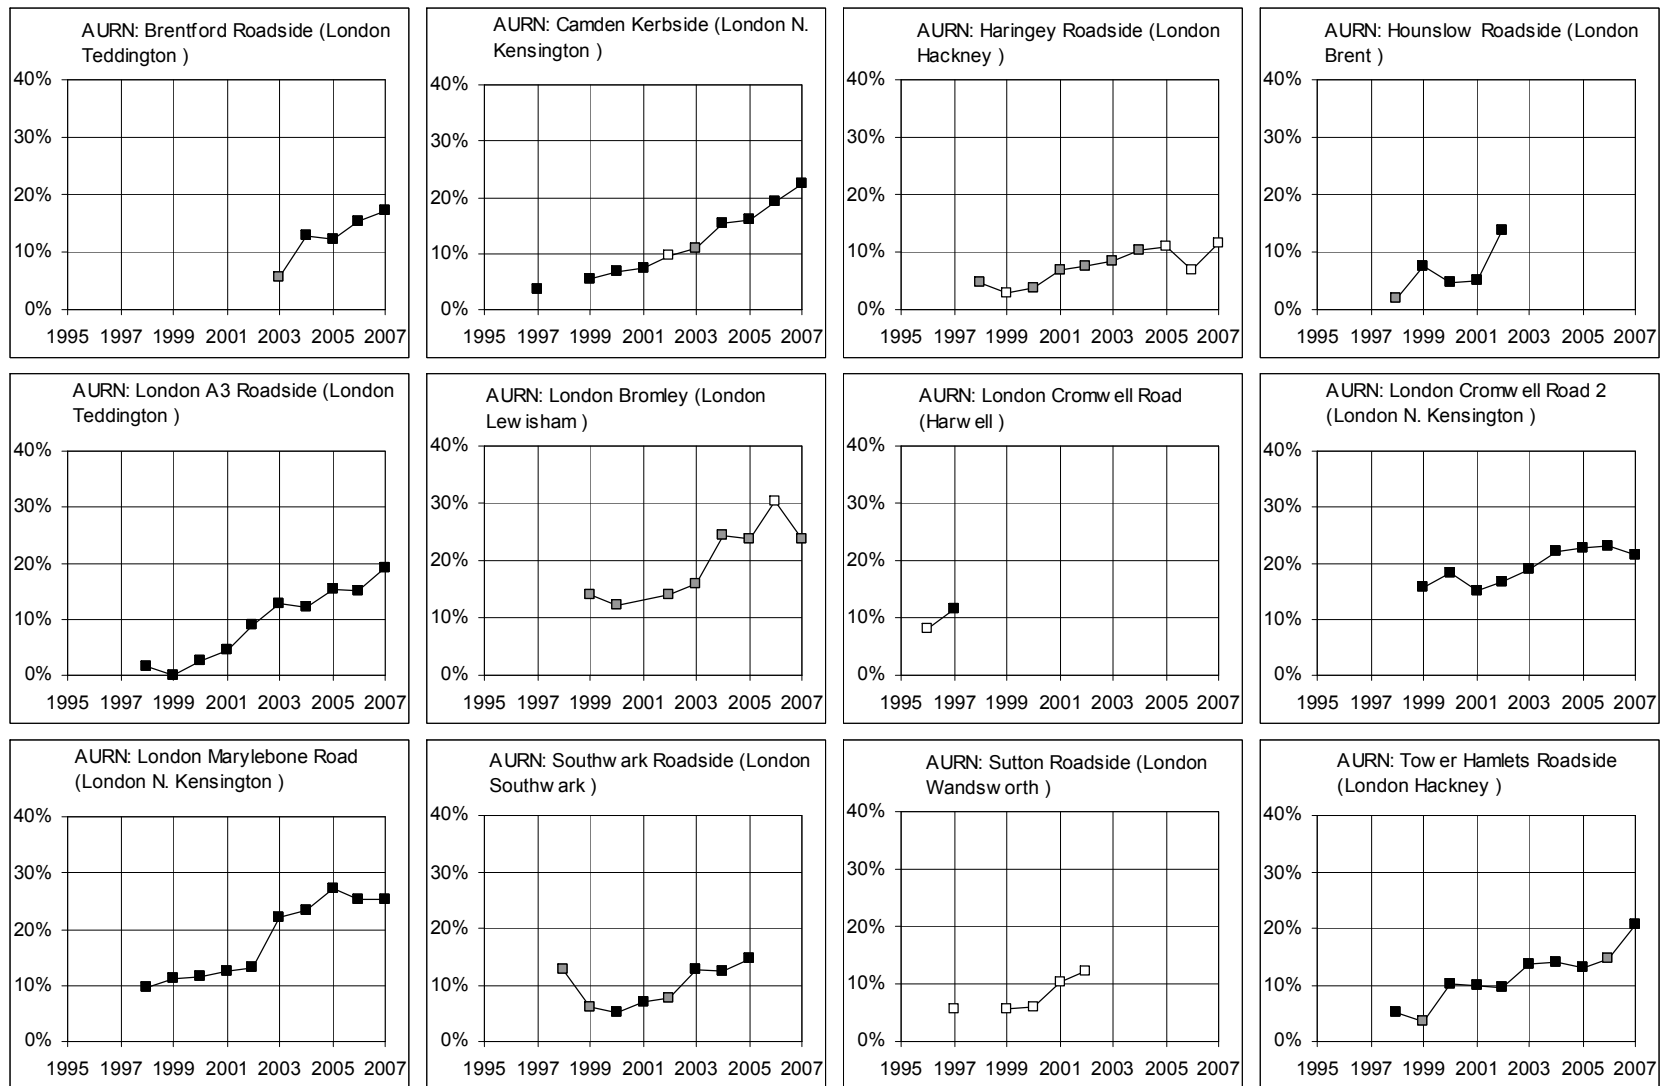 AURN: Brentford Roadside (London
Teddington )
40%
30%
20%
10%
0%
1995 1997 1999 2001 2003 2005 2007
AURN: Camden Kerbside (London N.
Kensington )
40%
30%
20%
10%
0%
1995 1997 1999 2001 2003 2005 2007
AURN: Haringey Roadside (London
Hackney )
40%
30%
20%
10%
0%
1995 1997 1999 2001 2003 2005 2007
AURN: Hounslow Roadside (London
Brent )
40%
30%
20%
10%
0%
1995 1997 1999 2001 2003 2005 2007
AURN: London A3 Roadside (London
Teddington )
40%
30%
20%
10%
0%
1995 1997 1999 2001 2003 2005 2007
AURN: London Bromley (London
Lewisham )
40%
30%
20%
10%
0%
1995 1997 1999 2001 2003 2005 2007
AURN: London Cromwell Road
(Harwell )
40%
30%
20%
10%
0%
1995 1997 1999 2001 2003 2005 2007
AURN: London Cromwell Road 2
(London N. Kensington )
40%
30%
20%
10%
0%
1995 1997 1999 2001 2003 2005 2007
AURN: London Marylebone Road
(London N. Kensington )
40%
30%
20%
10%
0%
1995 1997 1999 2001 2003 2005 2007
AURN: Southwark Roadside (London
Southwark )
40%
30%
20%
10%
0%
1995 1997 1999 2001 2003 2005 2007
AURN: Sutton Roadside (London
Wandsworth )
40%
30%
20%
10%
0%
1995 1997 1999 2001 2003 2005 2007
AURN: Tower Hamlets Roadside
(London Hackney )
40%
30%
20%
10%
0%
1995 1997 1999 2001 2003 2005 2007